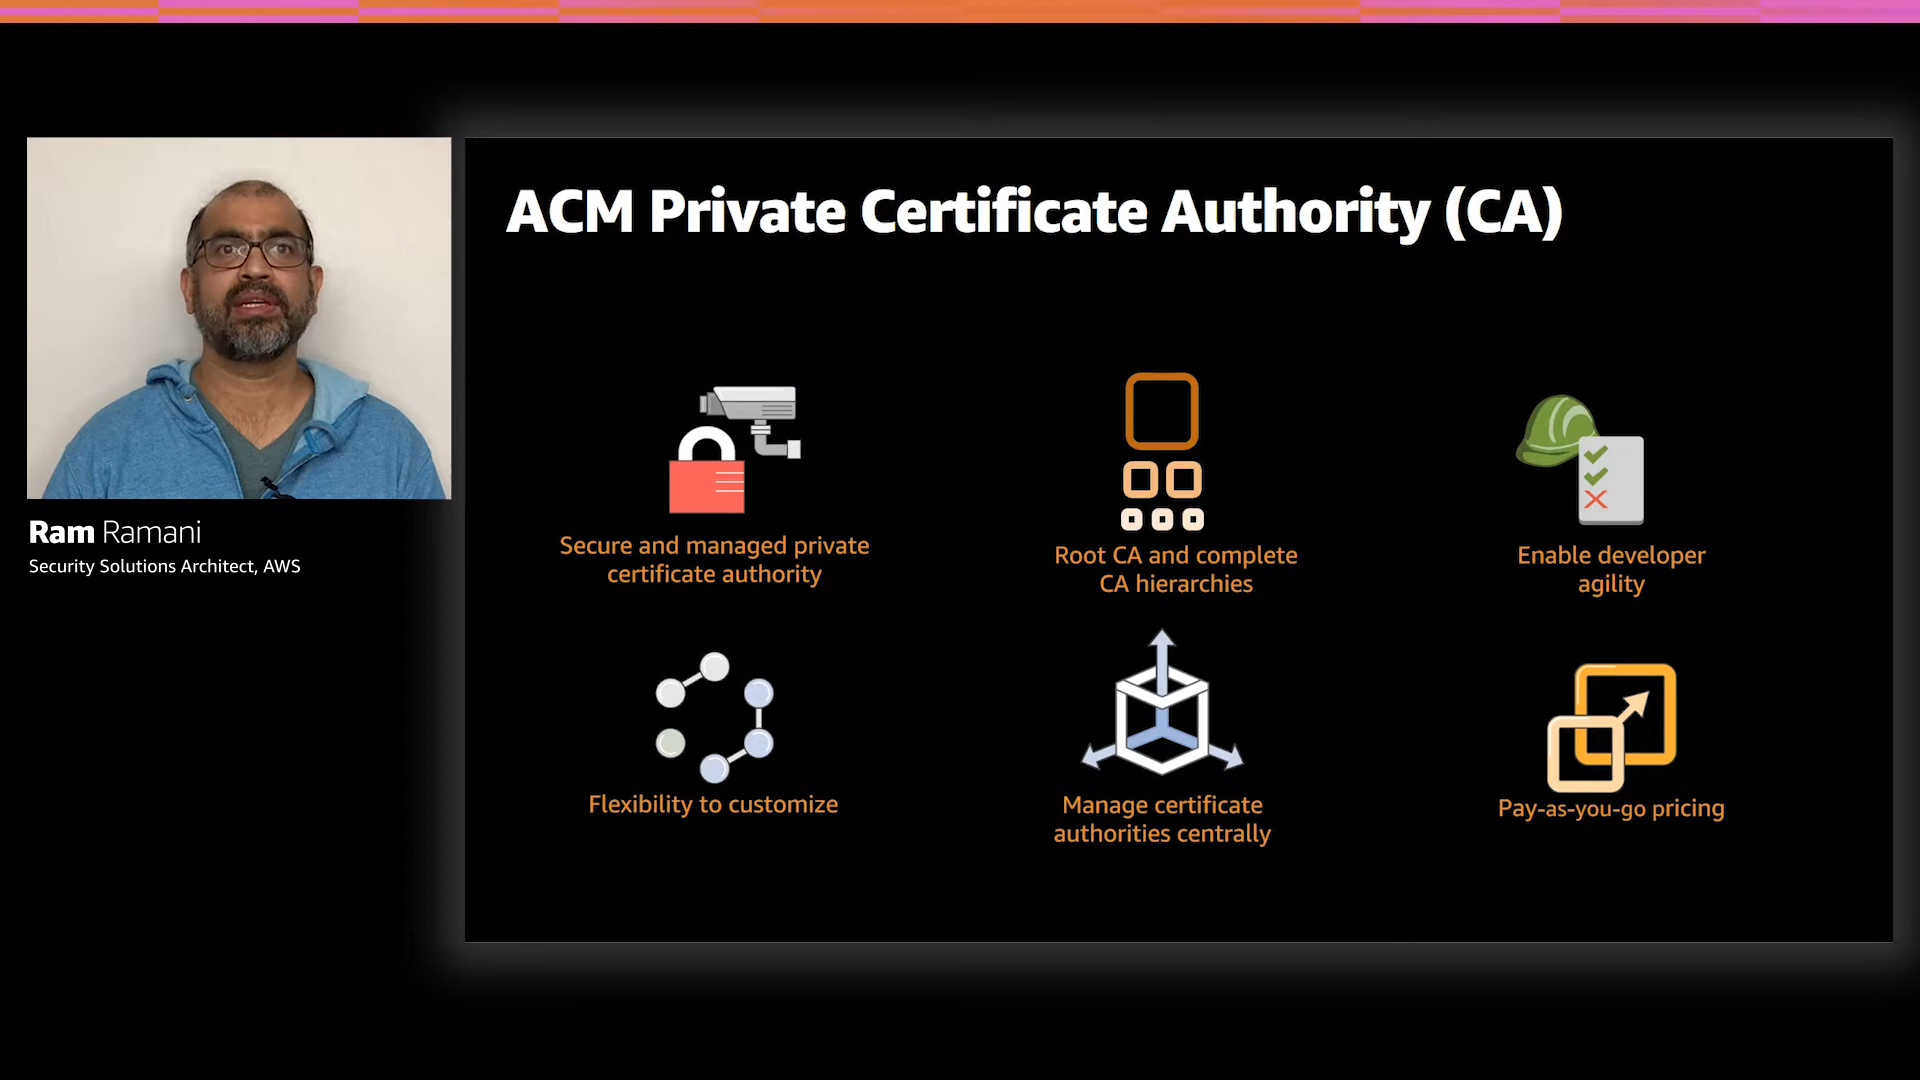 ACM Private Certificate Authority (CA)
Ram Ramani
Security Solutions Architect, AWS
Secure and managed private
certificate authority
Root CA and complete
CA hierarchies
Enable developer
agility
Flexibility to customize
Manage certificate
authorities centrally
Pay-as-you-go pricing